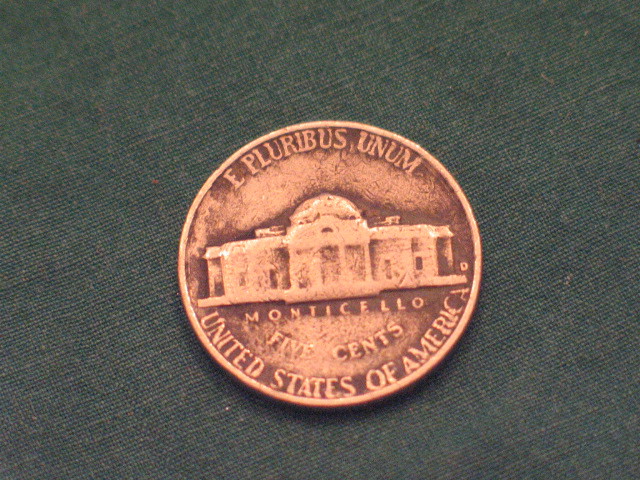 E PLURIBUS UNUM
D
MONTICELLO
FIVE CENTS
UNITED STATES OF AMERICA